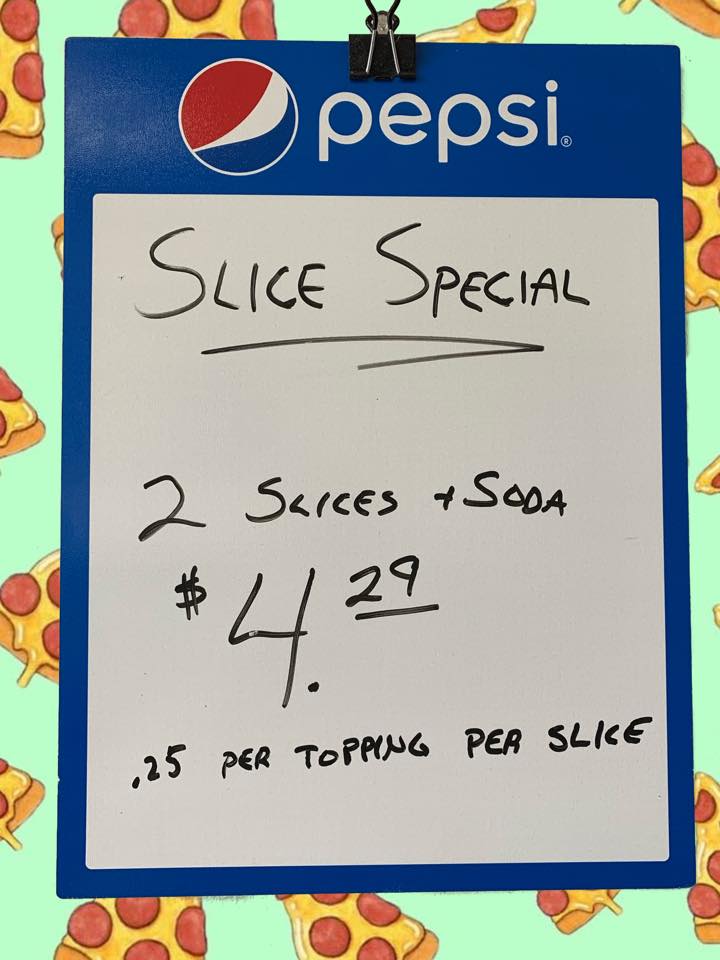 pepsi®
SLICE SPECIAL
2 SLICES + SODA
$4.29
.25 PER TOPPING PER SLICE